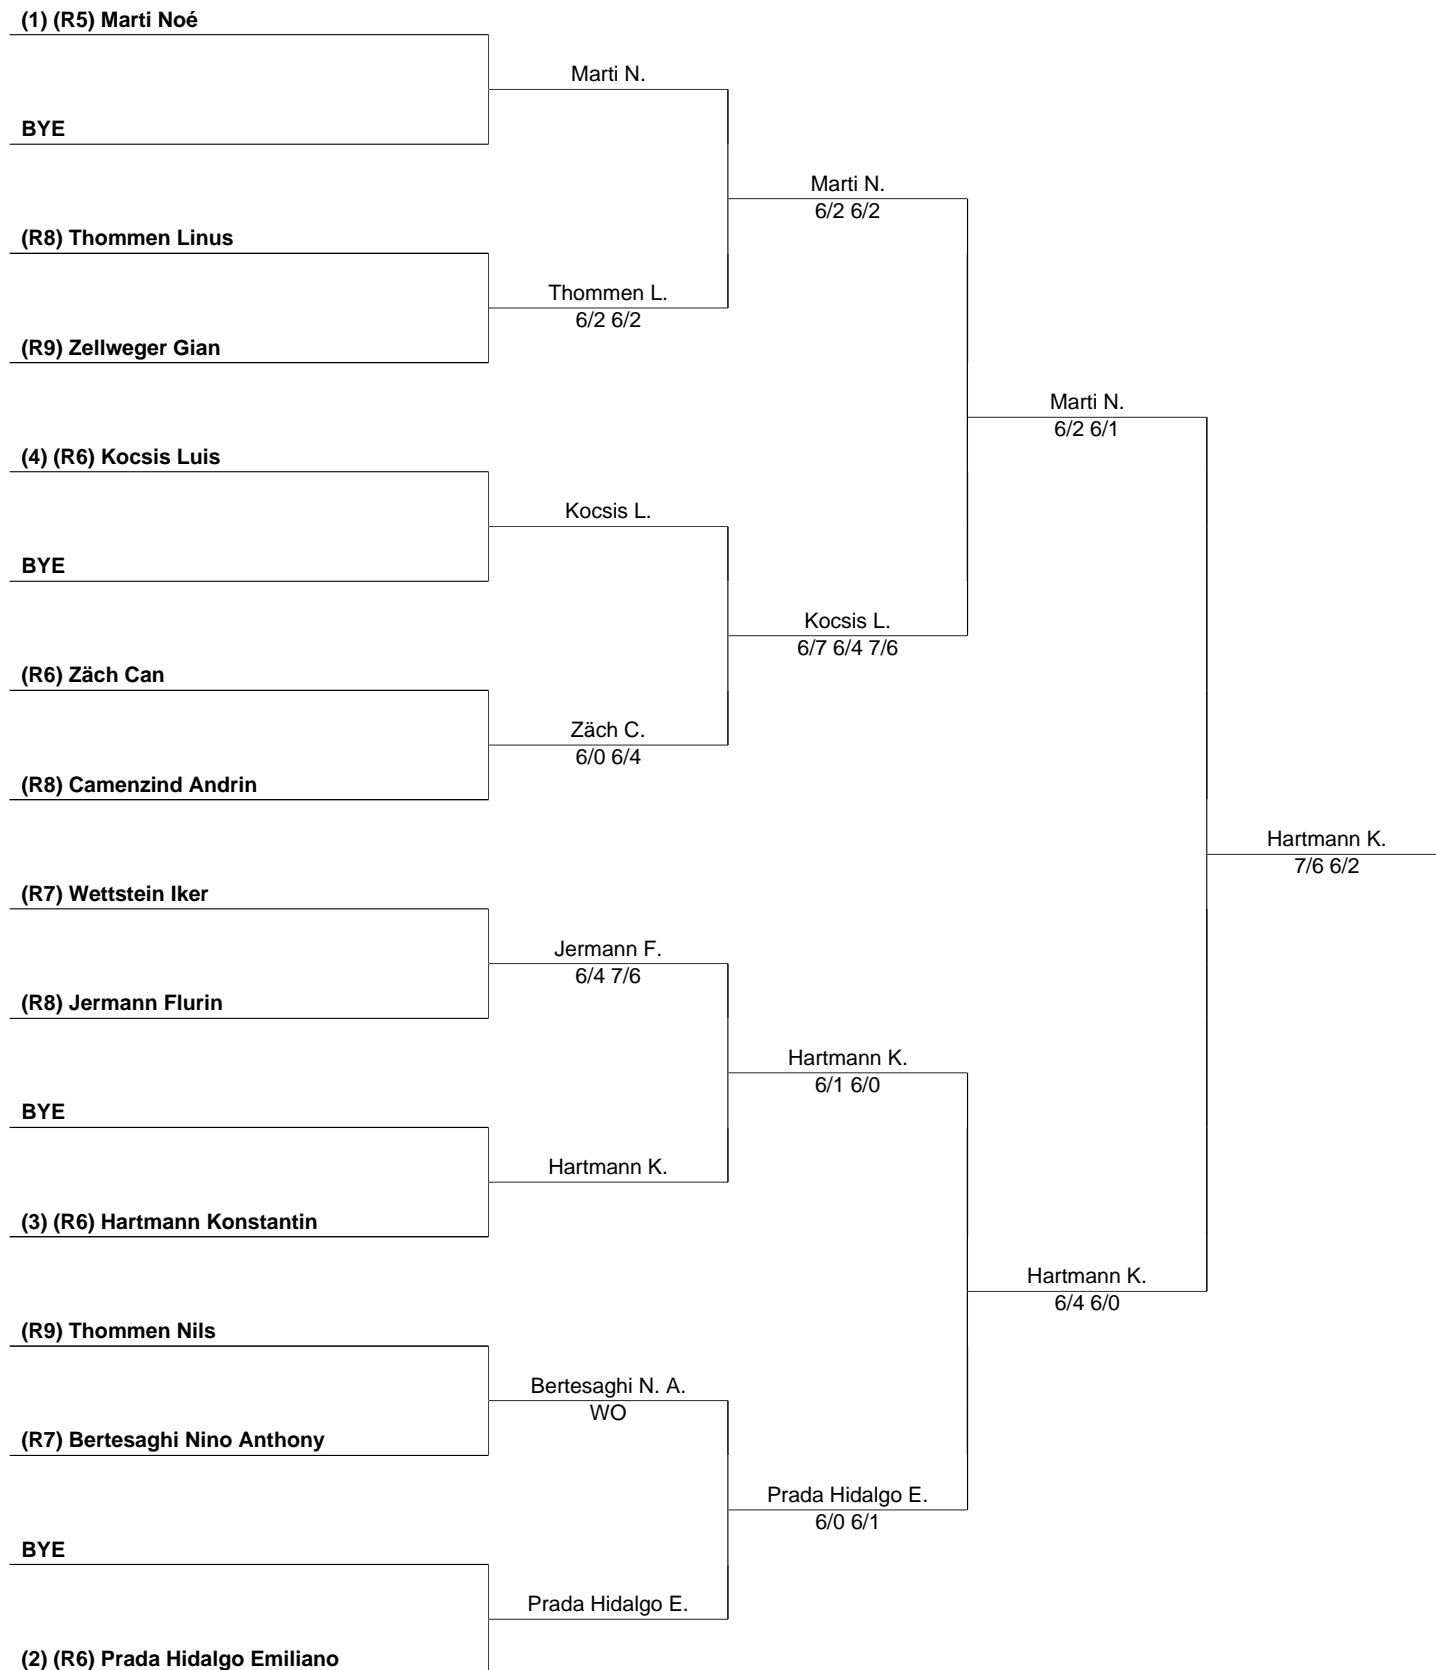 (1) (R5) Marti Noé
Marti N.
BYE
Marti N.
6/2 6/2
(R8) Thommen Linus
Thommen L.
6/2 6/2
(R9) Zellweger Gian
Marti N.
6/2 6/1
(4) (R6) Kocsis Luis
Kocsis L.
BYE
Kocsis L.
6/7 6/4 7/6
(R6) Zäch Can
Zäch C.
6/0 6/4
(R8) Camenzind Andrin
Hartmann K.
7/6 6/2
(R7) Wettstein Iker
Jermann F.
6/4 7/6
(R8) Jermann Flurin
Hartmann K.
6/1 6/0
BYE
Hartmann K.
(3) (R6) Hartmann Konstantin
Hartmann K.
6/4 6/0
(R9) Thommen Nils
Bertesaghi N. A.
WO
(R7) Bertesaghi Nino Anthony
Prada Hidalgo E.
6/0 6/1
BYE
Prada Hidalgo E.
(2) (R6) Prada Hidalgo Emiliano